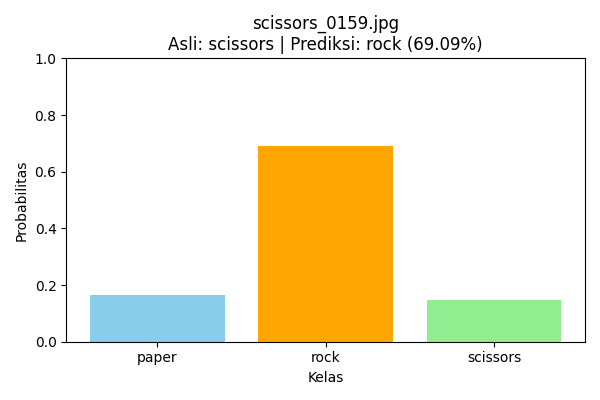 scissors_0159.jpg
Asli: scissors | Prediksi: rock (69.09%)
1.0
0.8
0.6
0.4
0.2
0.0
Probabilitas
paper
rock
scissors
Kelas